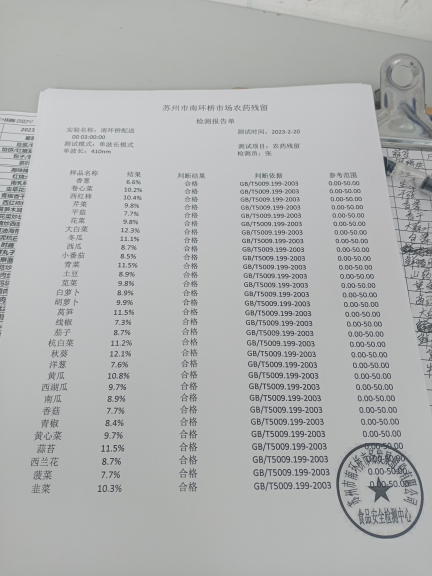 苏州市南环桥市场农药残留
检测报告单
实验名称：南环桥配送 测试时间：2023-2-20
00:03:00:00
测试模式：单波长模式 测试项目：农药残留
单波长：410nm 检测员：张
样品名称 结果 判断结果 判断依据 参考范围
香葱 6.6% 合格 GB/T5009.199-2003 0.00-50.00
卷心菜 10.2% 合格 GB/T5009.199-2003 0.00-50.00
西红柿 10.4% 合格 GB/T5009.199-2003 0.00-50.00
芹菜 9.8% 合格 GB/T5009.199-2003 0.00-50.00
平菇 7.7% 合格 GB/T5009.199-2003 0.00-50.00
花菜 9.8% 合格 GB/T5009.199-2003 0.00-50.00
大白菜 12.3% 合格 GB/T5009.199-2003 0.00-50.00
冬瓜 11.1% 合格 GB/T5009.199-2003 0.00-50.00
西瓜 8.7% 合格 GB/T5009.199-2003 0.00-50.00
小番茄 8.5% 合格 GB/T5009.199-2003 0.00-50.00
青菜 11.5% 合格 GB/T5009.199-2003 0.00-50.00
土豆 8.9% 合格 GB/T5009.199-2003 0.00-50.00
苋菜 9.8% 合格 GB/T5009.199-2003 0.00-50.00
白萝卜 8.9% 合格 GB/T5009.199-2003 0.00-50.00
胡萝卜 9.9% 合格 GB/T5009.199-2003 0.00-50.00
莴笋 11.5% 合格 GB/T5009.199-2003 0.00-50.00
线椒 7.3% 合格 GB/T5009.199-2003 0.00-50.00
茄子 8.7% 合格 GB/T5009.199-2003 0.00-50.00
杭白菜 11.2% 合格 GB/T5009.199-2003 0.00-50.00
秋葵 12.1% 合格 GB/T5009.199-2003 0.00-50.00
洋葱 7.6% 合格 GB/T5009.199-2003 0.00-50.00
黄瓜 10.8% 合格 GB/T5009.199-2003 0.00-50.00
西湖瓜 9.7% 合格 GB/T5009.199-2003 0.00-50.00
南瓜 8.9% 合格 GB/T5009.199-2003 0.00-50.00
香菇 7.7% 合格 GB/T5009.199-2003 0.00-50.00
青椒 8.4% 合格 GB/T5009.199-2003 0.00-50.00
黄心菜 9.7% 合格 GB/T5009.199-2003 0.00-50.00
蒜苔 11.5% 合格 GB/T5009.199-2003 0.00-50.00
西兰花 8.7% 合格 GB/T5009.199-2003 0.00-50.00
菠菜 7.7% 合格 GB/T5009.199-2003 0.00-50.00
韭菜 10.3% 合格 GB/T5009.199-2003 0.00-50.00
食品安全检测中心